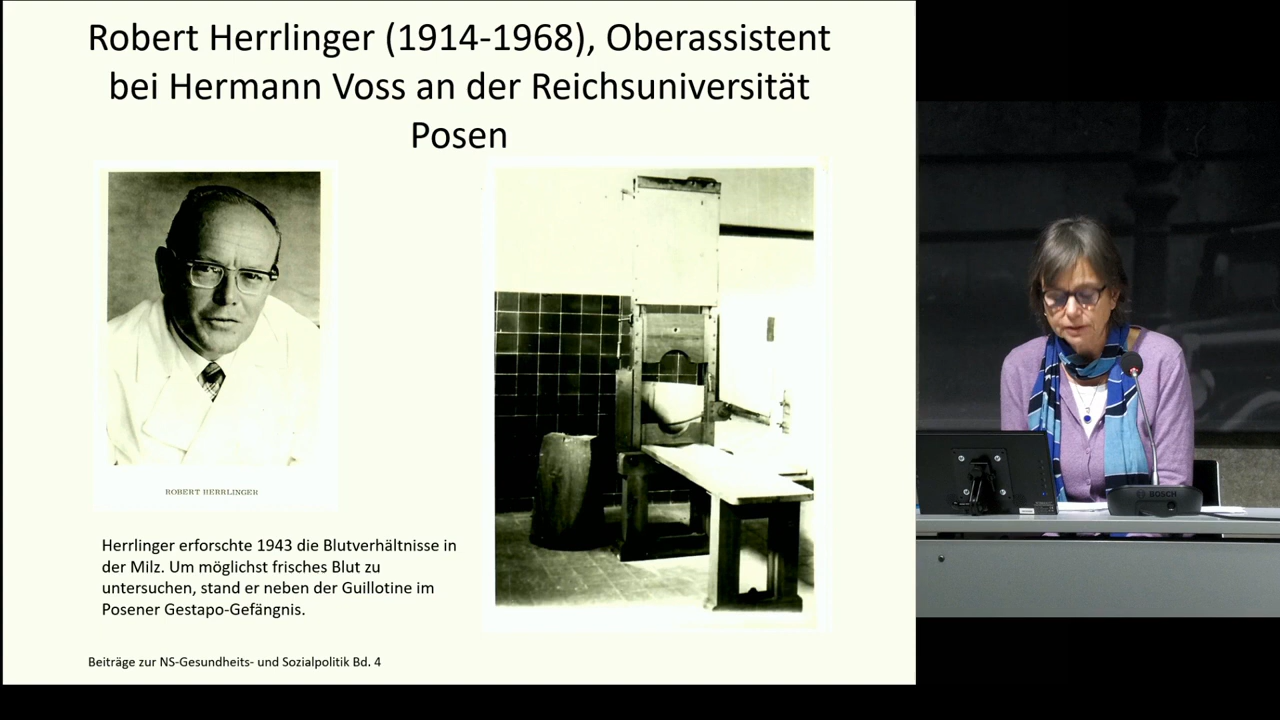 Robert Herrlinger (1914-1968), Oberassistent
bei Hermann Voss an der Reichsuniversität
Posen
ROBERT HERRLINGER
Herrlinger erforschte 1943 die Blutverhältnisse in
der Milz. Um möglichst frisches Blut zu
untersuchen, stand er neben der Guillotine im
Posener Gestapo-Gefängnis.
Beiträge zur NS-Gesundheits- und Sozialpolitik Bd. 4
BOSCH